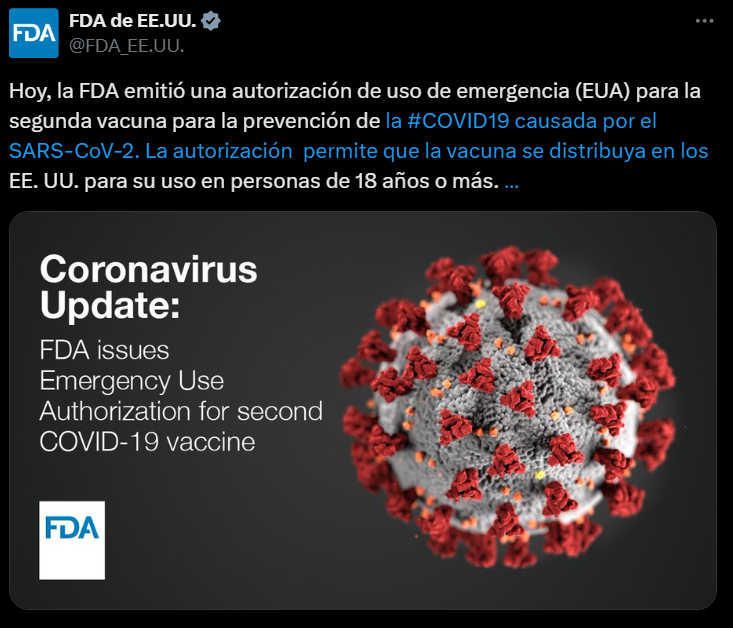 FDA
FDA de EE.UU.
@FDA_EE.UU.
Hoy, la FDA emitió una autorización de uso de emergencia (EUA) para la
segunda vacuna para la prevención de la #COVID19 causada por el
SARS-CoV-2. La autorización  permite que la vacuna se distribuya en los
EE. UU. para su uso en personas de 18 años o más. ...
Coronavirus
Update:
FDA issues
Emergency Use
Authorization for second
COVID-19 vaccine
FDA